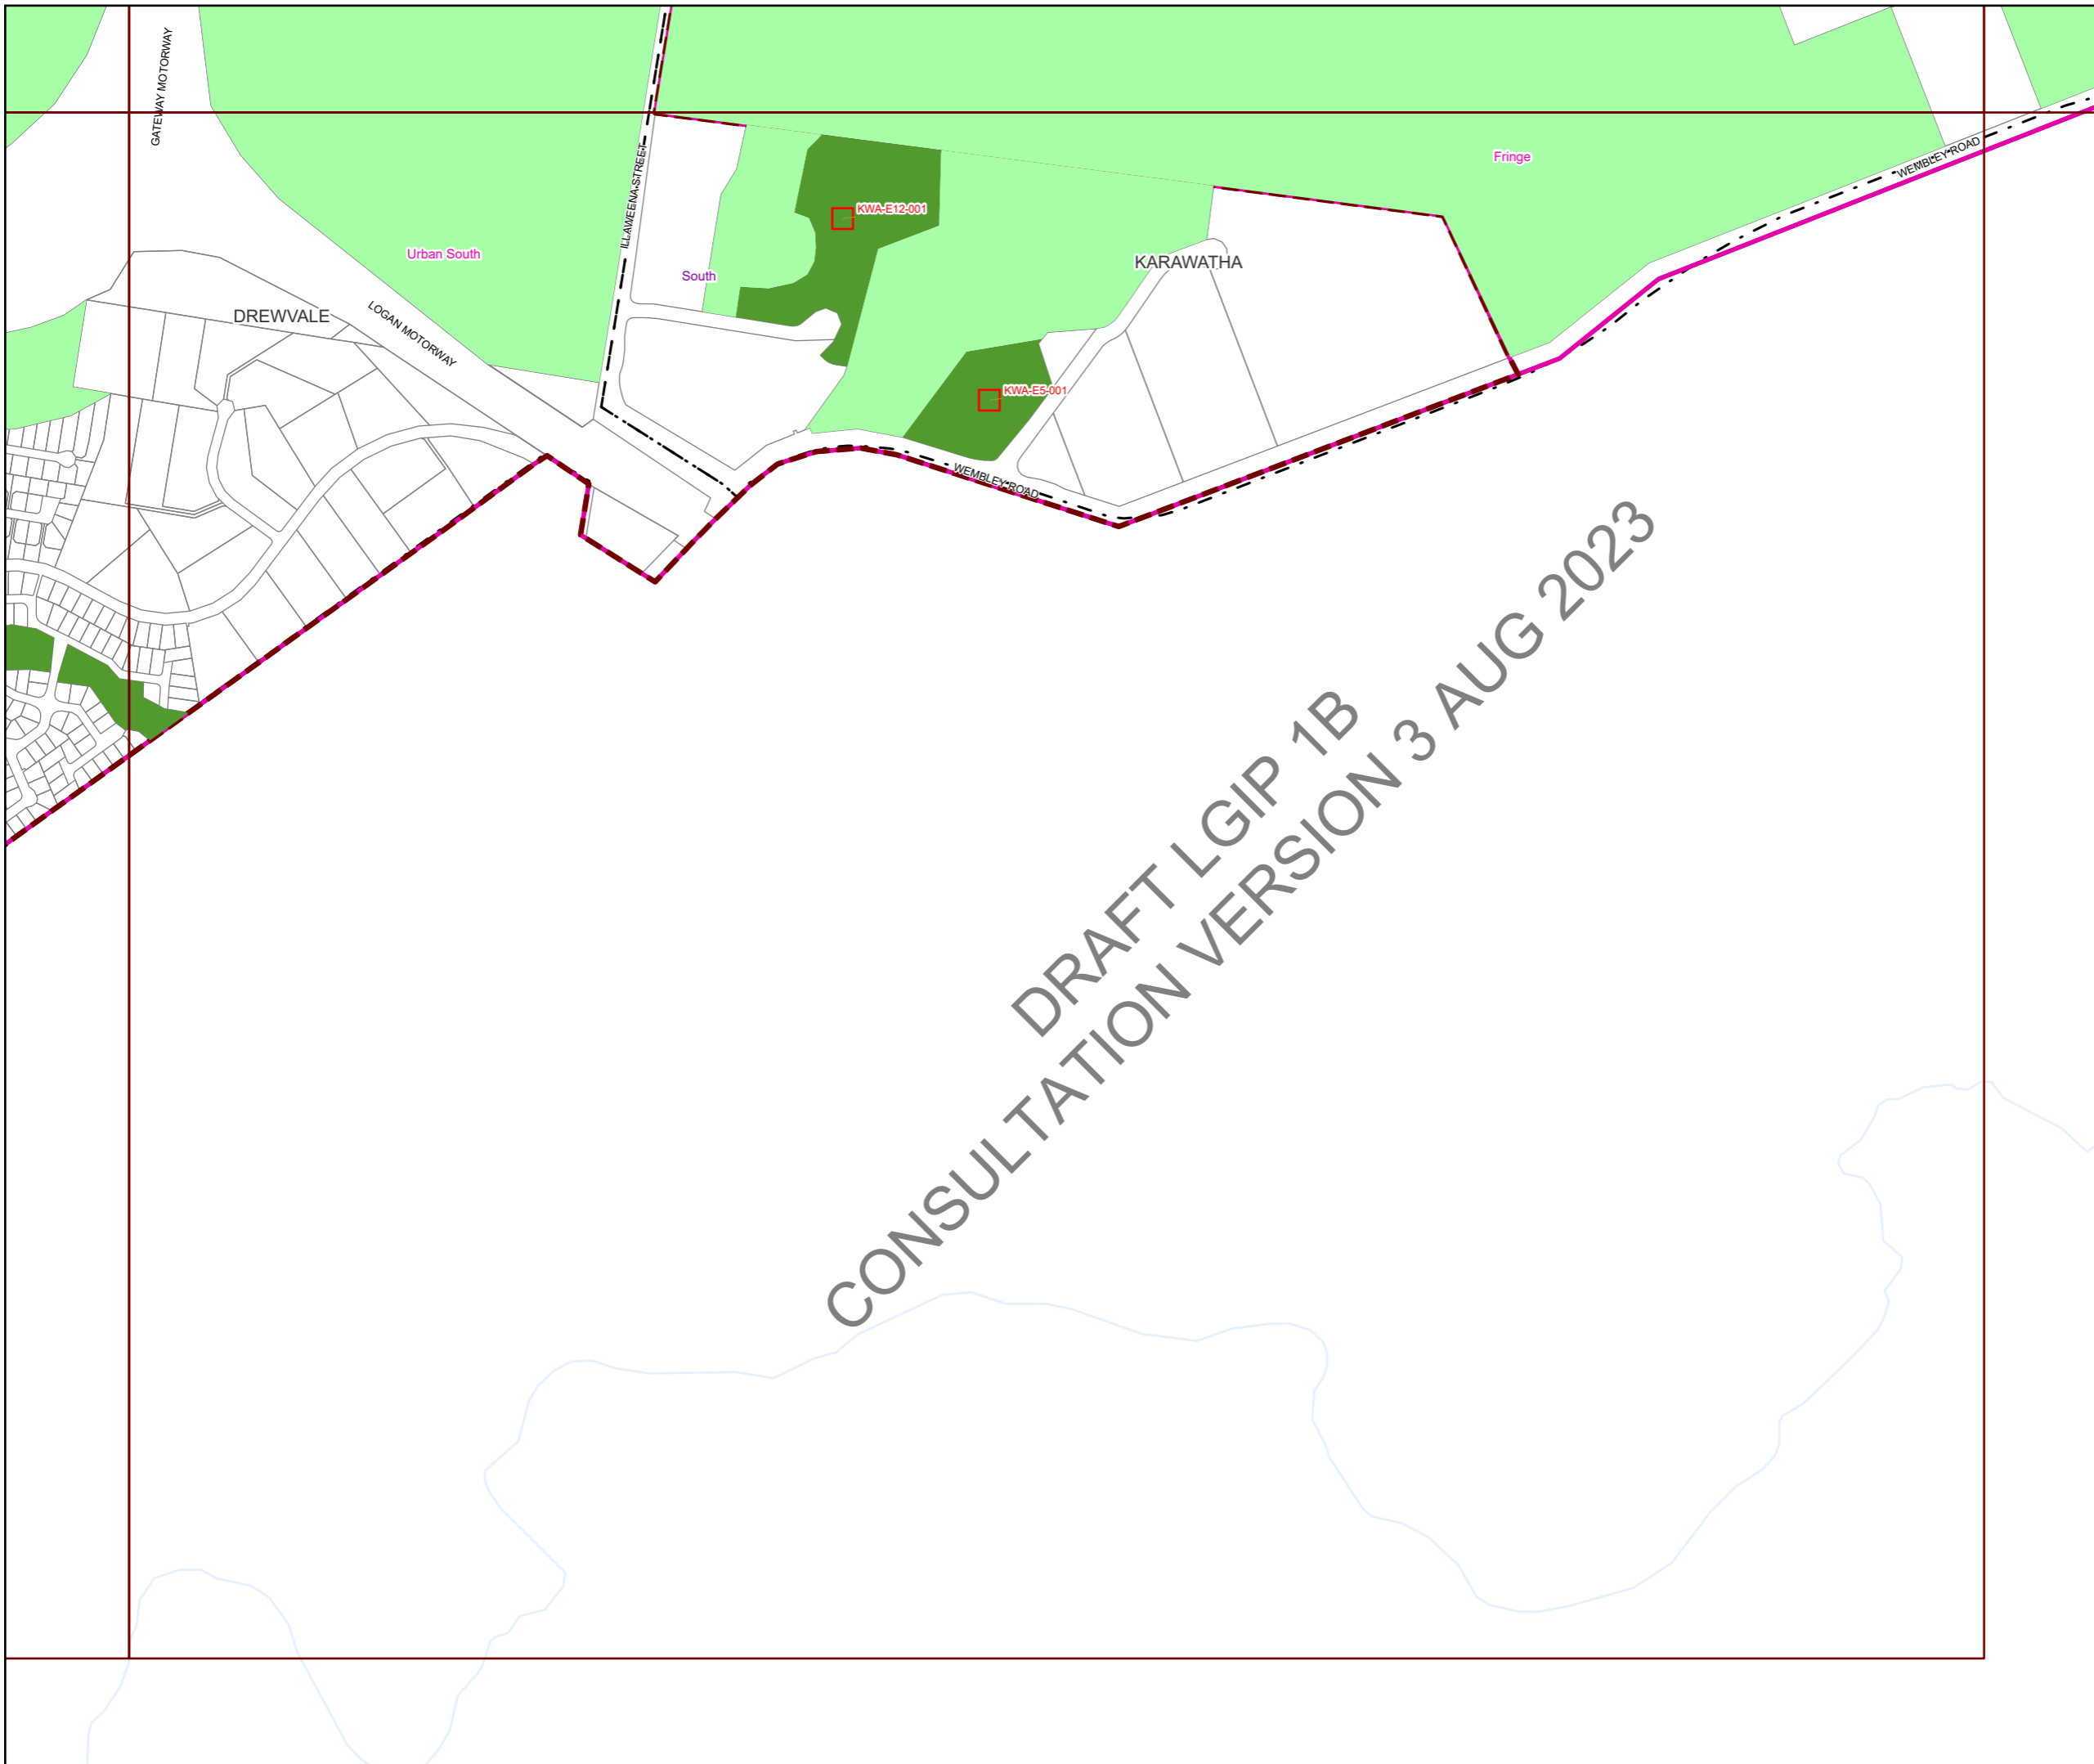 GATEWAY MOTORWAY
ILLAWEENA STREET
Fringe
WEMBLEY ROAD
KWA-E12-001
Urban South
South
KARAWATHA
DREWVALE
LOGAN MOTORWAY
KWA-E5-001
WEMBLEY ROAD
DRAFT LGIP 1B
CONSULTATION VERSION 3 AUG 2023